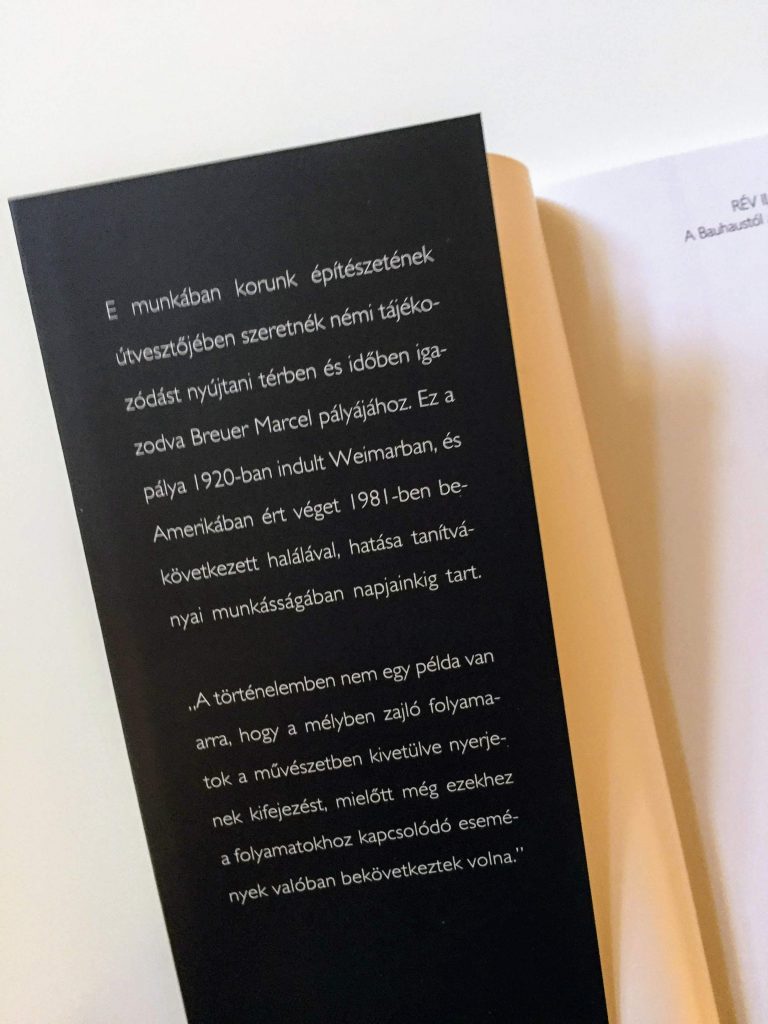 E munkában korunk építészetének
útvesztőjében szeretnék némi tájéko-
zódást nyújtani térben és időben iga-
zodva Breuer Marcel pályájához. Ez a
pálya 1920-ban indult Weimarban, és
Amerikában ért véget 1981-ben be-
következett halálával, hatása tanítvá-
nyai munkásságában napjainkig tart.
„A történelemben nem egy példa van
arra, hogy a mélyben zajló folyama-
tok a művészetben kivetülve nyerje-
nek kifejezést, mielőtt még ezekhez
a folyamatokhoz kapcsolódó esemé-
nyek valóban bekövetkeztek volna.”
RÉV
A Bauhaustól